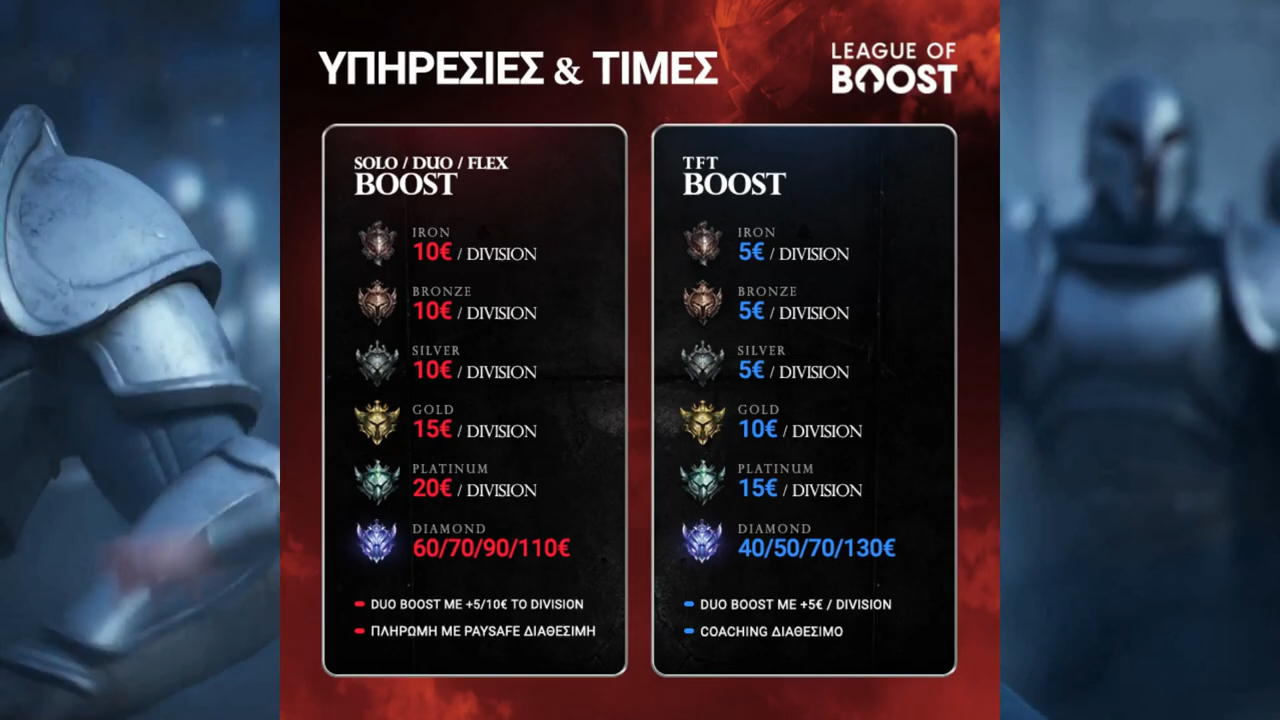 ΥΠΗΡΕΣΙΕΣ & ΤΙΜΕΣ
LEAGUE OF
BOOST
SOLO / DUO / FLEX
BOOST
IRON
10€ / DIVISION
BRONZE
10€ / DIVISION
SILVER
10€ / DIVISION
GOLD
15€ / DIVISION
PLATINUM
20€ / DIVISION
DIAMOND
60/70/90/110€
DUO BOOST ΜΕ +5/10€ ΤΟ DIVISION
ΠΛΗΡΩΜΗ ΜΕ PAYSAFE ΔΙΑΘΕΣΙΜΗ
TFT
BOOST
IRON
5€ / DIVISION
BRONZE
5€ / DIVISION
SILVER
5€ / DIVISION
GOLD
10€ / DIVISION
PLATINUM
15€ / DIVISION
DIAMOND
40/50/70/130€
DUO BOOST ΜΕ +5€ / DIVISION
COACHING ΔΙΑΘΕΣΙΜΟ